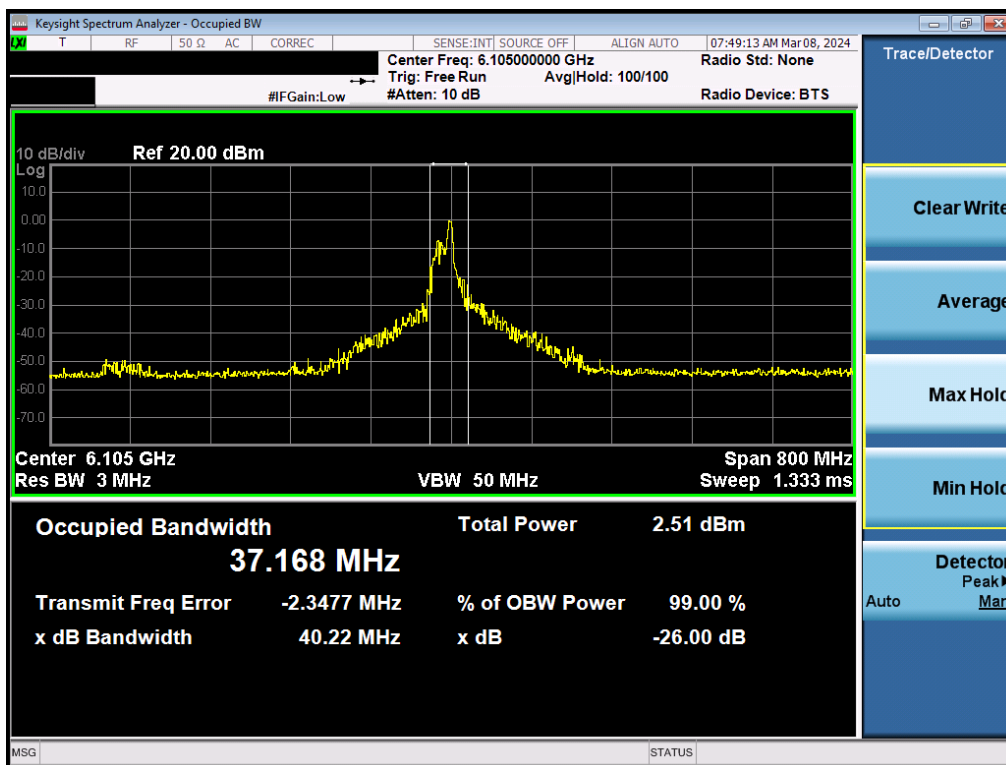 Keysight Spectrum Analyzer - Occupied BW
LXI T RF 50 Ω AC CORREC SENSE:INT SOURCE OFF ALIGN AUTO 07:49:13 AM Mar 08, 2024
Center Freq: 6.105000000 GHz Radio Std: None
Trig: Free Run Avg|Hold: 100/100
#IFGain:Low #Atten: 10 dB Radio Device: BTS
10 dB/div Ref 20.00 dBm
Log
10.0
0.00
-10.0
-20.0
-30.0
-40.0
-50.0
-60.0
-70.0
Center 6.105 GHz Span 800 MHz
Res BW 3 MHz VBW 50 MHz Sweep 1.333 ms
Occupied Bandwidth Total Power 2.51 dBm
37.168 MHz
Transmit Freq Error -2.3477 MHz % of OBW Power 99.00 %
x dB Bandwidth 40.22 MHz x dB -26.00 dB
MSG STATUS
Trace/Detector
Clear Write
Average
Max Hold
Min Hold
Detector
Peak
Auto Man